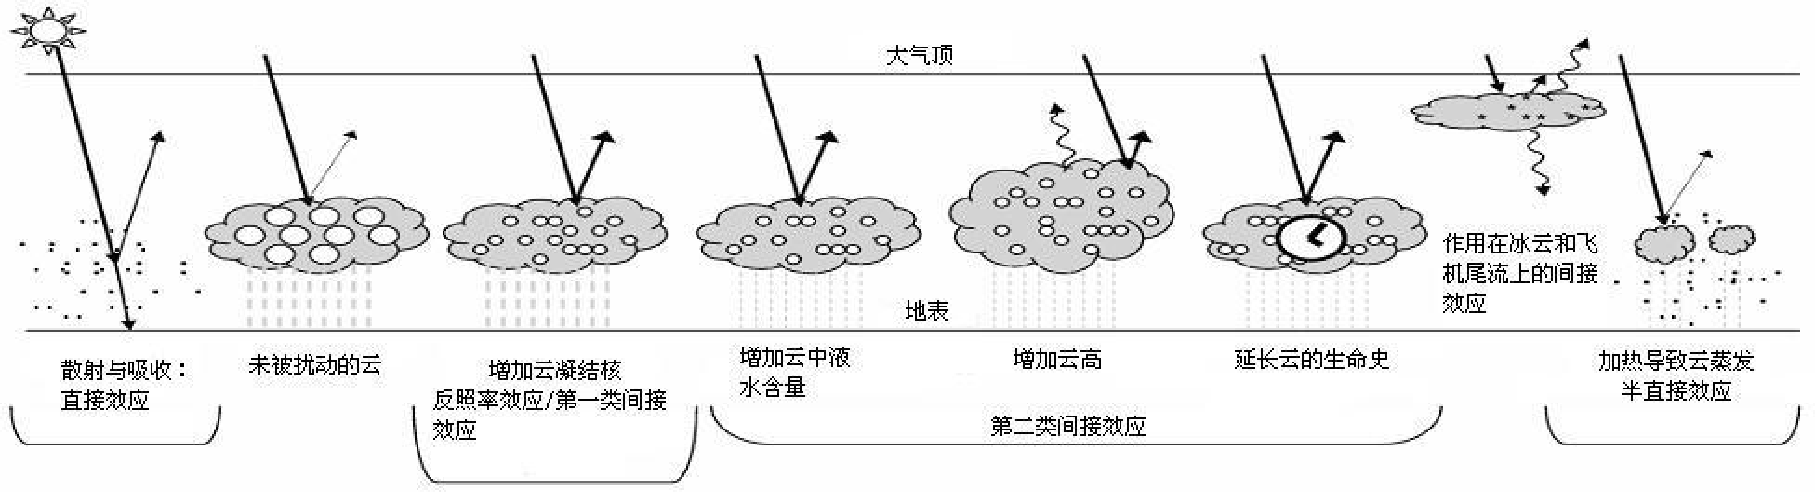 大气顶
作用在冰云和飞
机尾流上的间接
效应
地表
散射与吸收：
直接效应
未被扰动的云
增加云凝结核
反照率效应/第一类间接
效应
增加云中液
水含量
增加云高
延长云的生命史
第二类间接效应
加热导致云蒸发
半直接效应